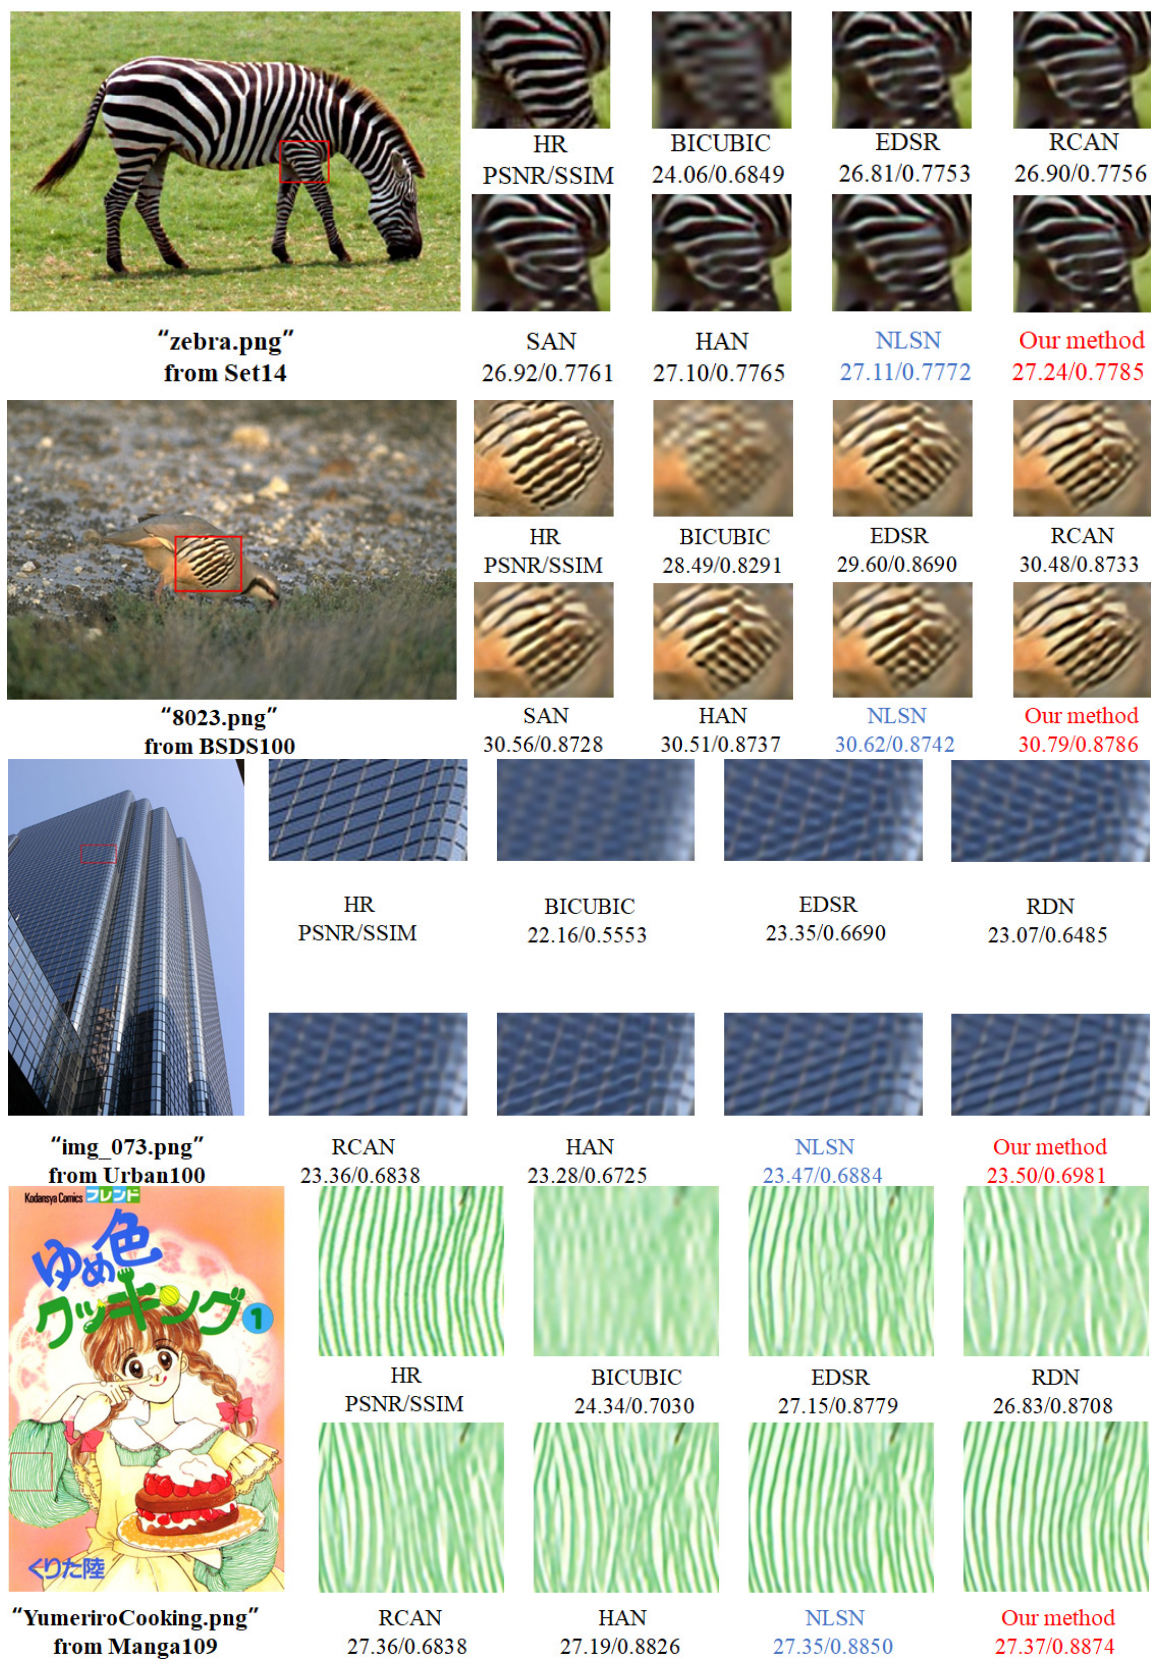 HR
BICUBIC
EDSR
RCAN
PSNR/SSIM
24.06/0.6849
26.81/0.7753
26.90/0.7756
"zebra.png"
from Set14
SAN
HAN
NLSN
Our method
26.92/0.7761
27.10/0.7765
27.11/0.7772
27.24/0.7785
HR
BICUBIC
EDSR
RCAN
PSNR/SSIM
28.49/0.8291
29.60/0.8690
30.48/0.8733
"8023.png"
from BSDS100
SAN
HAN
NLSN
Our method
30.56/0.8728
30.51/0.8737
30.62/0.8742
30.79/0.8786
HR
BICUBIC
EDSR
RDN
PSNR/SSIM
22.16/0.5553
23.35/0.6690
23.07/0.6485
"img_073.png"
from Urban100
RCAN
HAN
NLSN
Our method
23.36/0.6838
23.28/0.6725
23.47/0.6884
23.50/0.6981
Kodansya Comics フレンド
ゆめ色
クッキング 1
くりた陸
HR
BICUBIC
EDSR
RDN
PSNR/SSIM
24.34/0.7030
27.15/0.8779
26.83/0.8708
"YumeriroCooking.png"
from Manga109
RCAN
HAN
NLSN
Our method
27.36/0.6838
27.19/0.8826
27.35/0.8850
27.37/0.8874